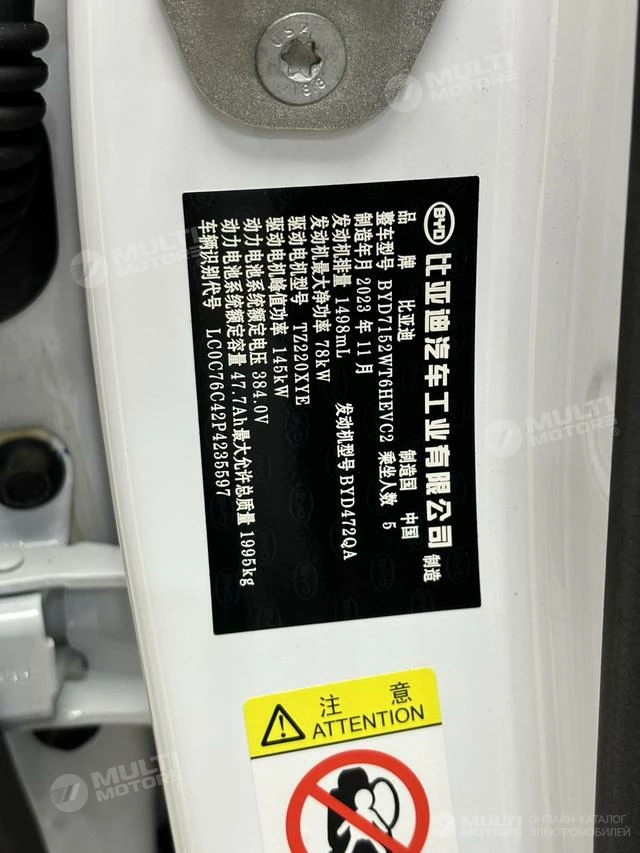 C52
8.8
BYD 比亚迪汽车工业有限公司 制造
品 牌 比亚迪 制造国 中国
整车型号 BYD7152WT6HEVC2 乘坐人数 5
制造年月 2023 年 11 月
发动机排量 1498mL 发动机型号 BYD472QA
发动机最大净功率 78kW
驱动电机型号 TZ220XYE
驱动电机峰值功率 145kW
动力电池系统额定电压 384.0V
动力电池系统额定容量 47.7Ah 最大允许总质量 1995kg
车辆识别代号 LC0C76C42P4235597
注 意
ATTENTION
MULTI MOTORS
MULTI MOTORS
MULTI MOTORS
MULTI MOTORS
MULTI MOTORS ОНЛАЙН-КАТАЛОГ
ЭЛЕКТРОМОБИЛЕЙ